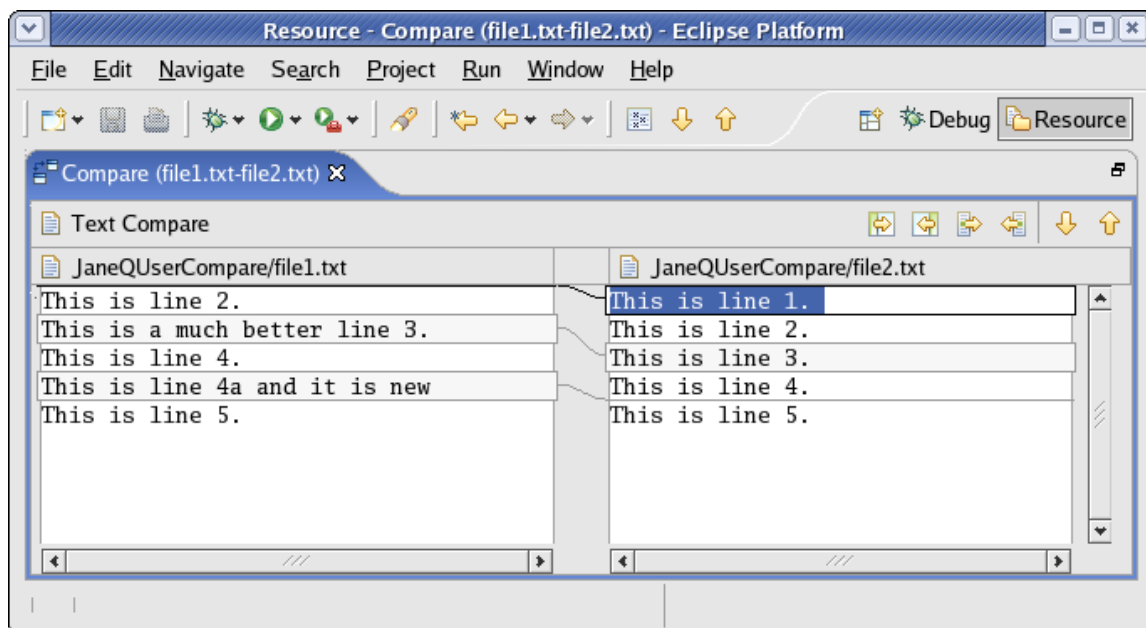 Resource - Compare (file1.txt-file2.txt) - Eclipse Platform
File Edit Navigate Search Project Run Window Help
Debug Resource
Compare (file1.txt-file2.txt)
Text Compare
JaneQUserCompare/file1.txt
This is line 2.
This is a much better line 3.
This is line 4.
This is line 4a and it is new
This is line 5.
JaneQUserCompare/file2.txt
This is line 1.
This is line 2.
This is line 3.
This is line 4.
This is line 5.